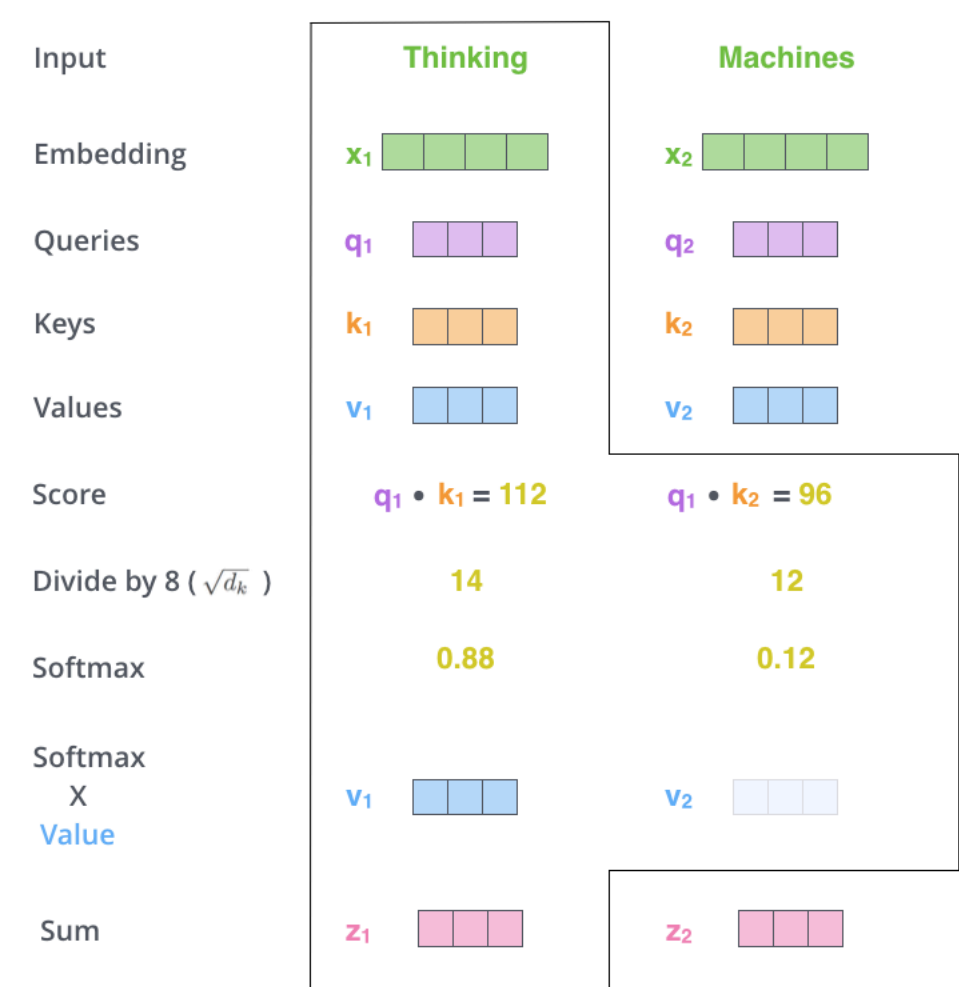 Input Thinking Machines
Embedding x₁ x₂
Queries q₁ q₂
Keys k₁ k₂
Values v₁ v₂
Score q₁ • k₁ = 112 q₁ • k₂ = 96
Divide by 8 ( √dₖ ) 14 12
Softmax 0.88 0.12
Softmax
X v₁ v₂
Value
Sum z₁ z₂